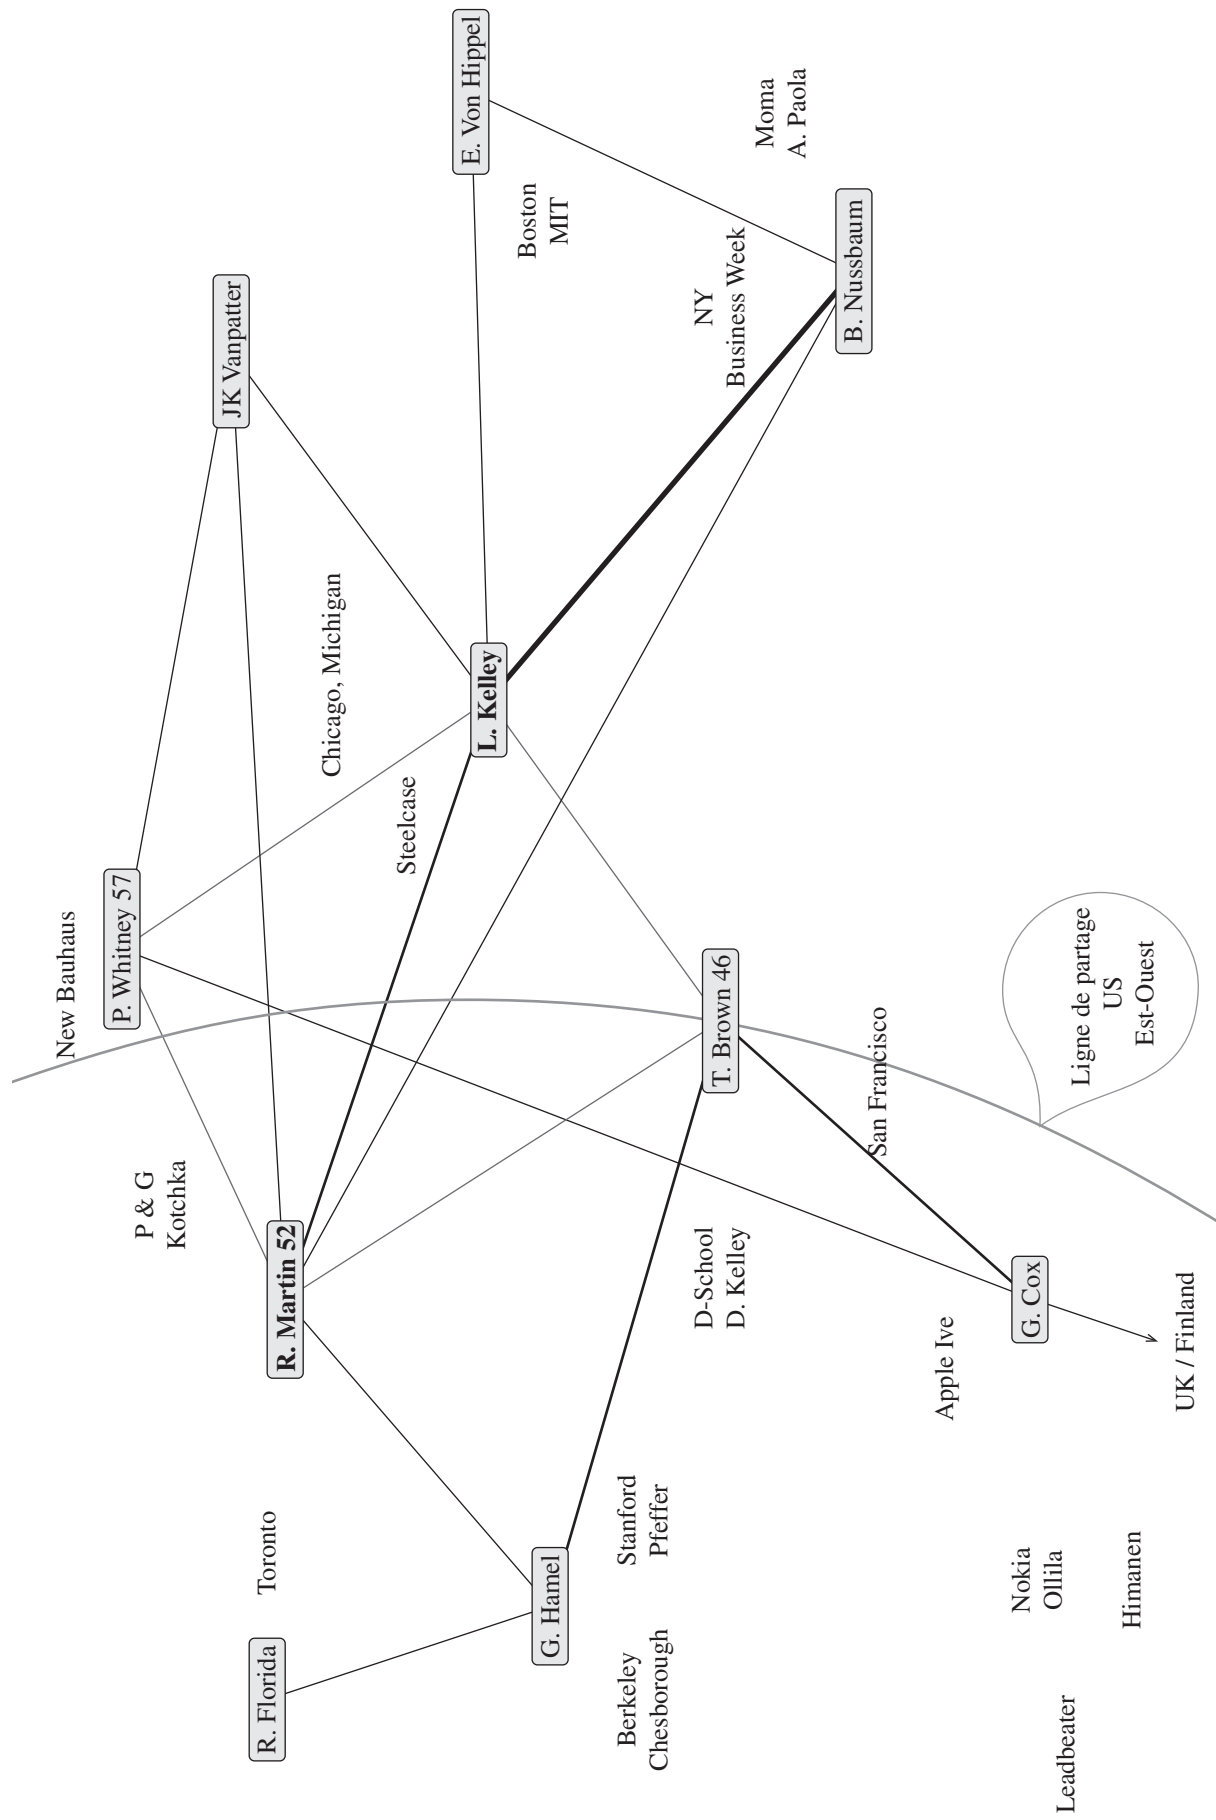 New Bauhaus
P. Whitney 57
P & G
Kotchka
JK Vanpatter
R. Florida
Toronto
R. Martin 52
Chicago, Michigan
Steelcase
L. Kelley
E. Von Hippel
Boston
MIT
G. Hamel
Berkeley
Chesborough
Stanford
Pfeffer
D-School
D. Kelley
T. Brown 46
NY
Business Week
Moma
A. Paola
B. Nussbaum
San Francisco
Apple Ive
Nokia
Ollila
G. Cox
Leadbeater
Ligne de partage
US
Est-Ouest
Himanen
UK / Finland